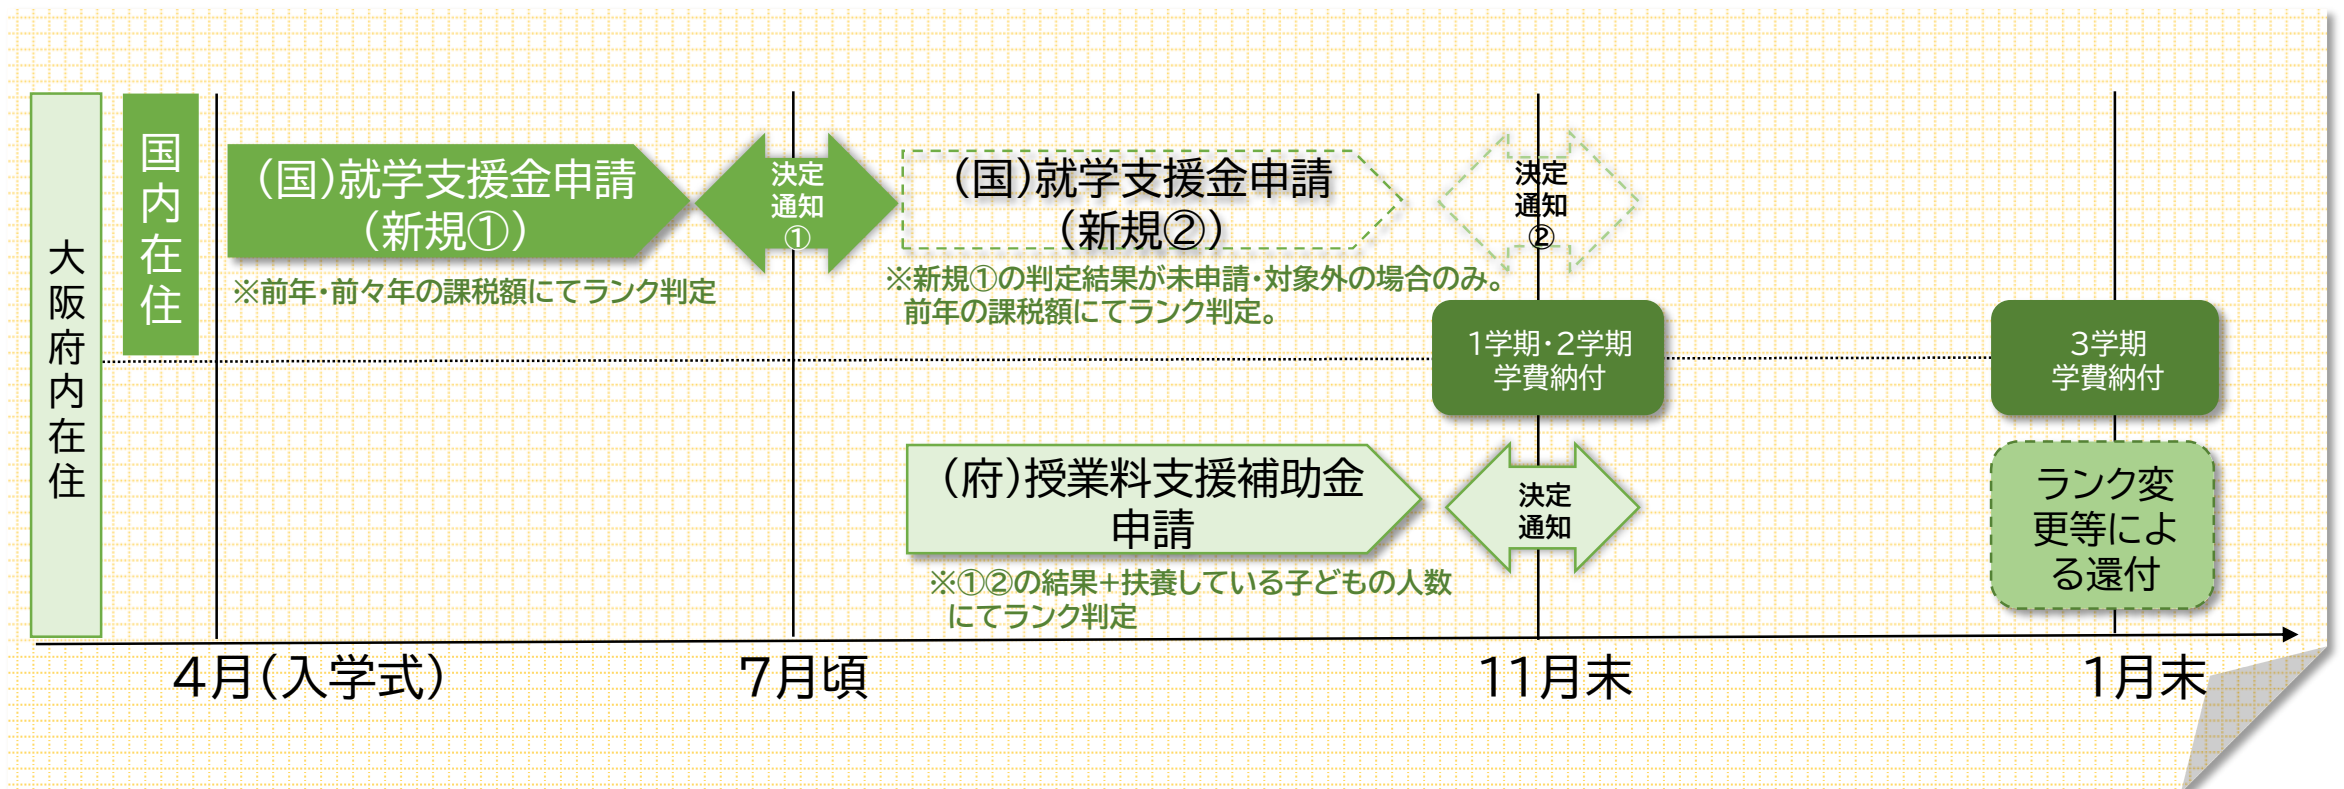 大阪府内在住
国内在住
（国）就学支援金申請
（新規①）
※前年・前々年の課税額にてランク判定
決定
通知
①
（国）就学支援金申請
（新規②）
※新規①の判定結果が未申請・対象外の場合のみ。
前年の課税額にてランク判定。
決定
通知
②
1学期・2学期
学費納付
3学期
学費納付
（府）授業料支援補助金
申請
※①②の結果+扶養している子どもの人数
にてランク判定
決定
通知
ランク変
更等によ
る還付
4月（入学式）
7月頃
11月末
1月末